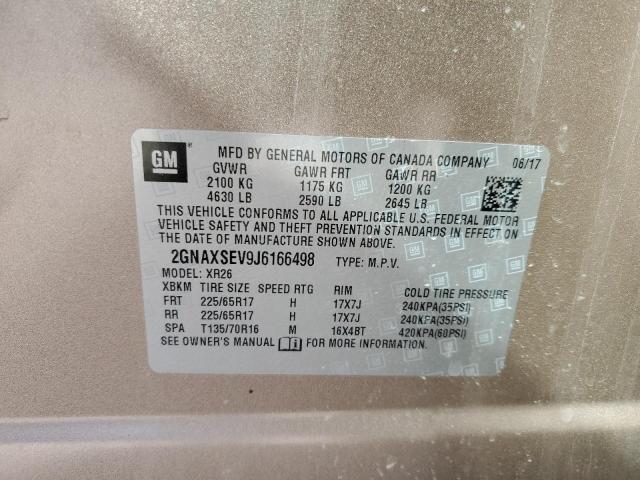 GM
MFD BY GENERAL MOTORS OF CANADA COMPANY 06/17
GVWR GAWR FRT GAWR RR
2100 KG 1175 KG 1200 KG
4630 LB 2590 LB 2645 LB
THIS VEHICLE CONFORMS TO ALL APPLICABLE U.S. FEDERAL MOTOR
VEHICLE SAFETY AND THEFT PREVENTION STANDARDS IN EFFECT ON
THE DATE OF MANUFACTURE SHOWN ABOVE.
2GNAXSEV9J6166498 TYPE: M.P.V.
MODEL: XR26
XBKM TIRE SIZE SPEED RTG RIM COLD TIRE PRESSURE
FRT 225/65R17 H 17X7J 240KPA(35PSI)
RR 225/65R17 H 17X7J 240KPA(35PSI)
SPA T135/70R16 M 16X4BT 420KPA(60PSI)
SEE OWNER'S MANUAL FOR MORE INFORMATION.